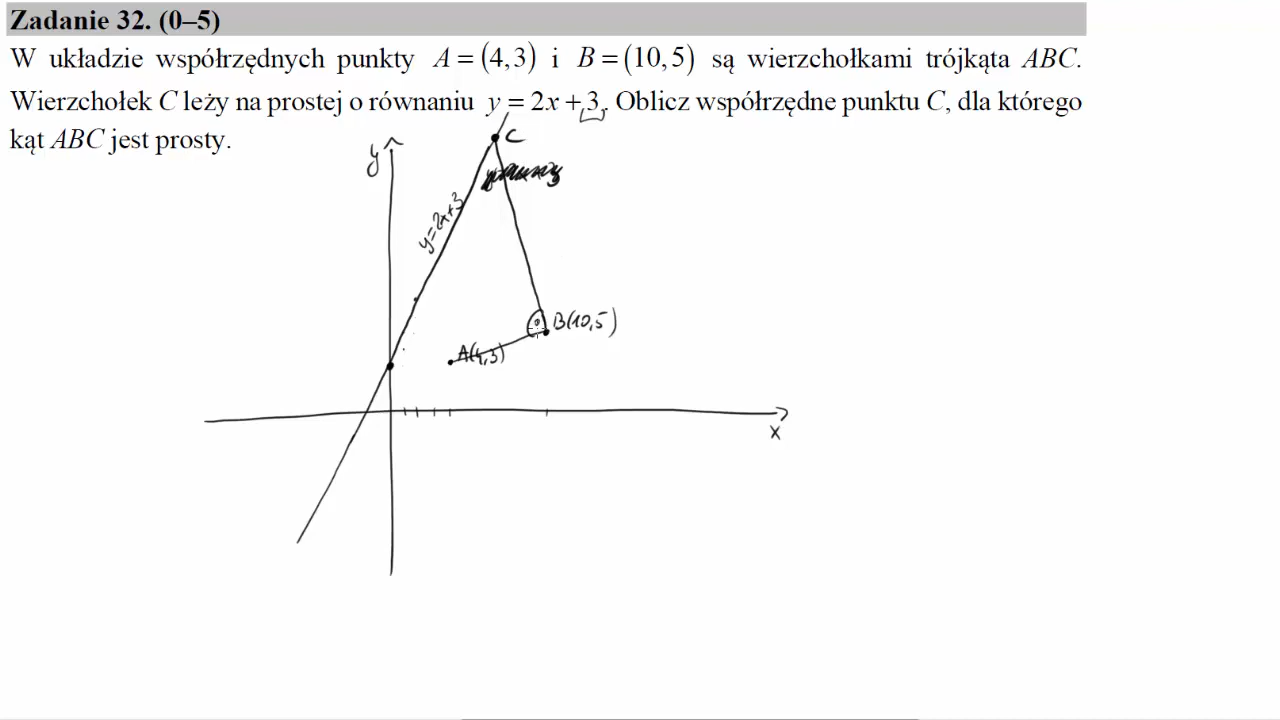 Zadanie 32. (0–5)
W układzie współrzędnych punkty A = (4,3) i B = (10,5) są wierzchołkami trójkąta ABC.
Wierzchołek C leży na prostej o równaniu y = 2x + 3. Oblicz współrzędne punktu C, dla którego
kąt ABC jest prosty.
y
C
y=2x+3
B(10,5)
A(4,3)
x